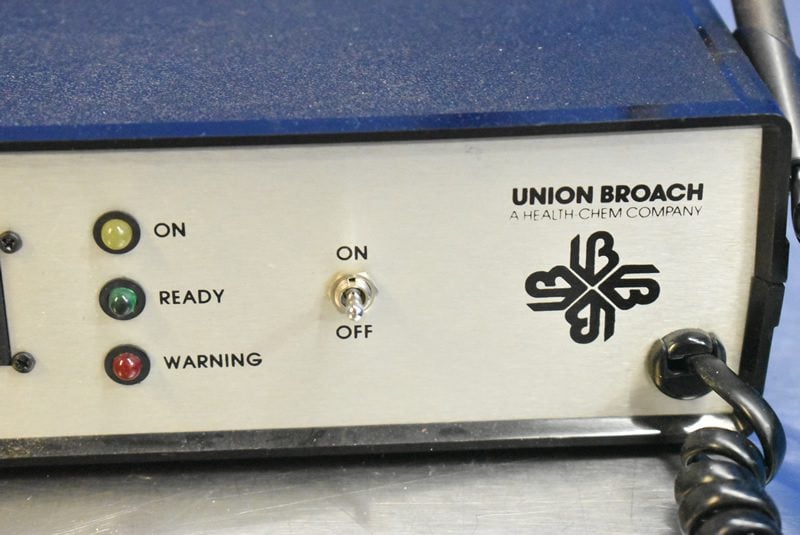 UNION BROACH
A HEALTH-CHEM COMPANY
ON
READY
WARNING
ON
OFF